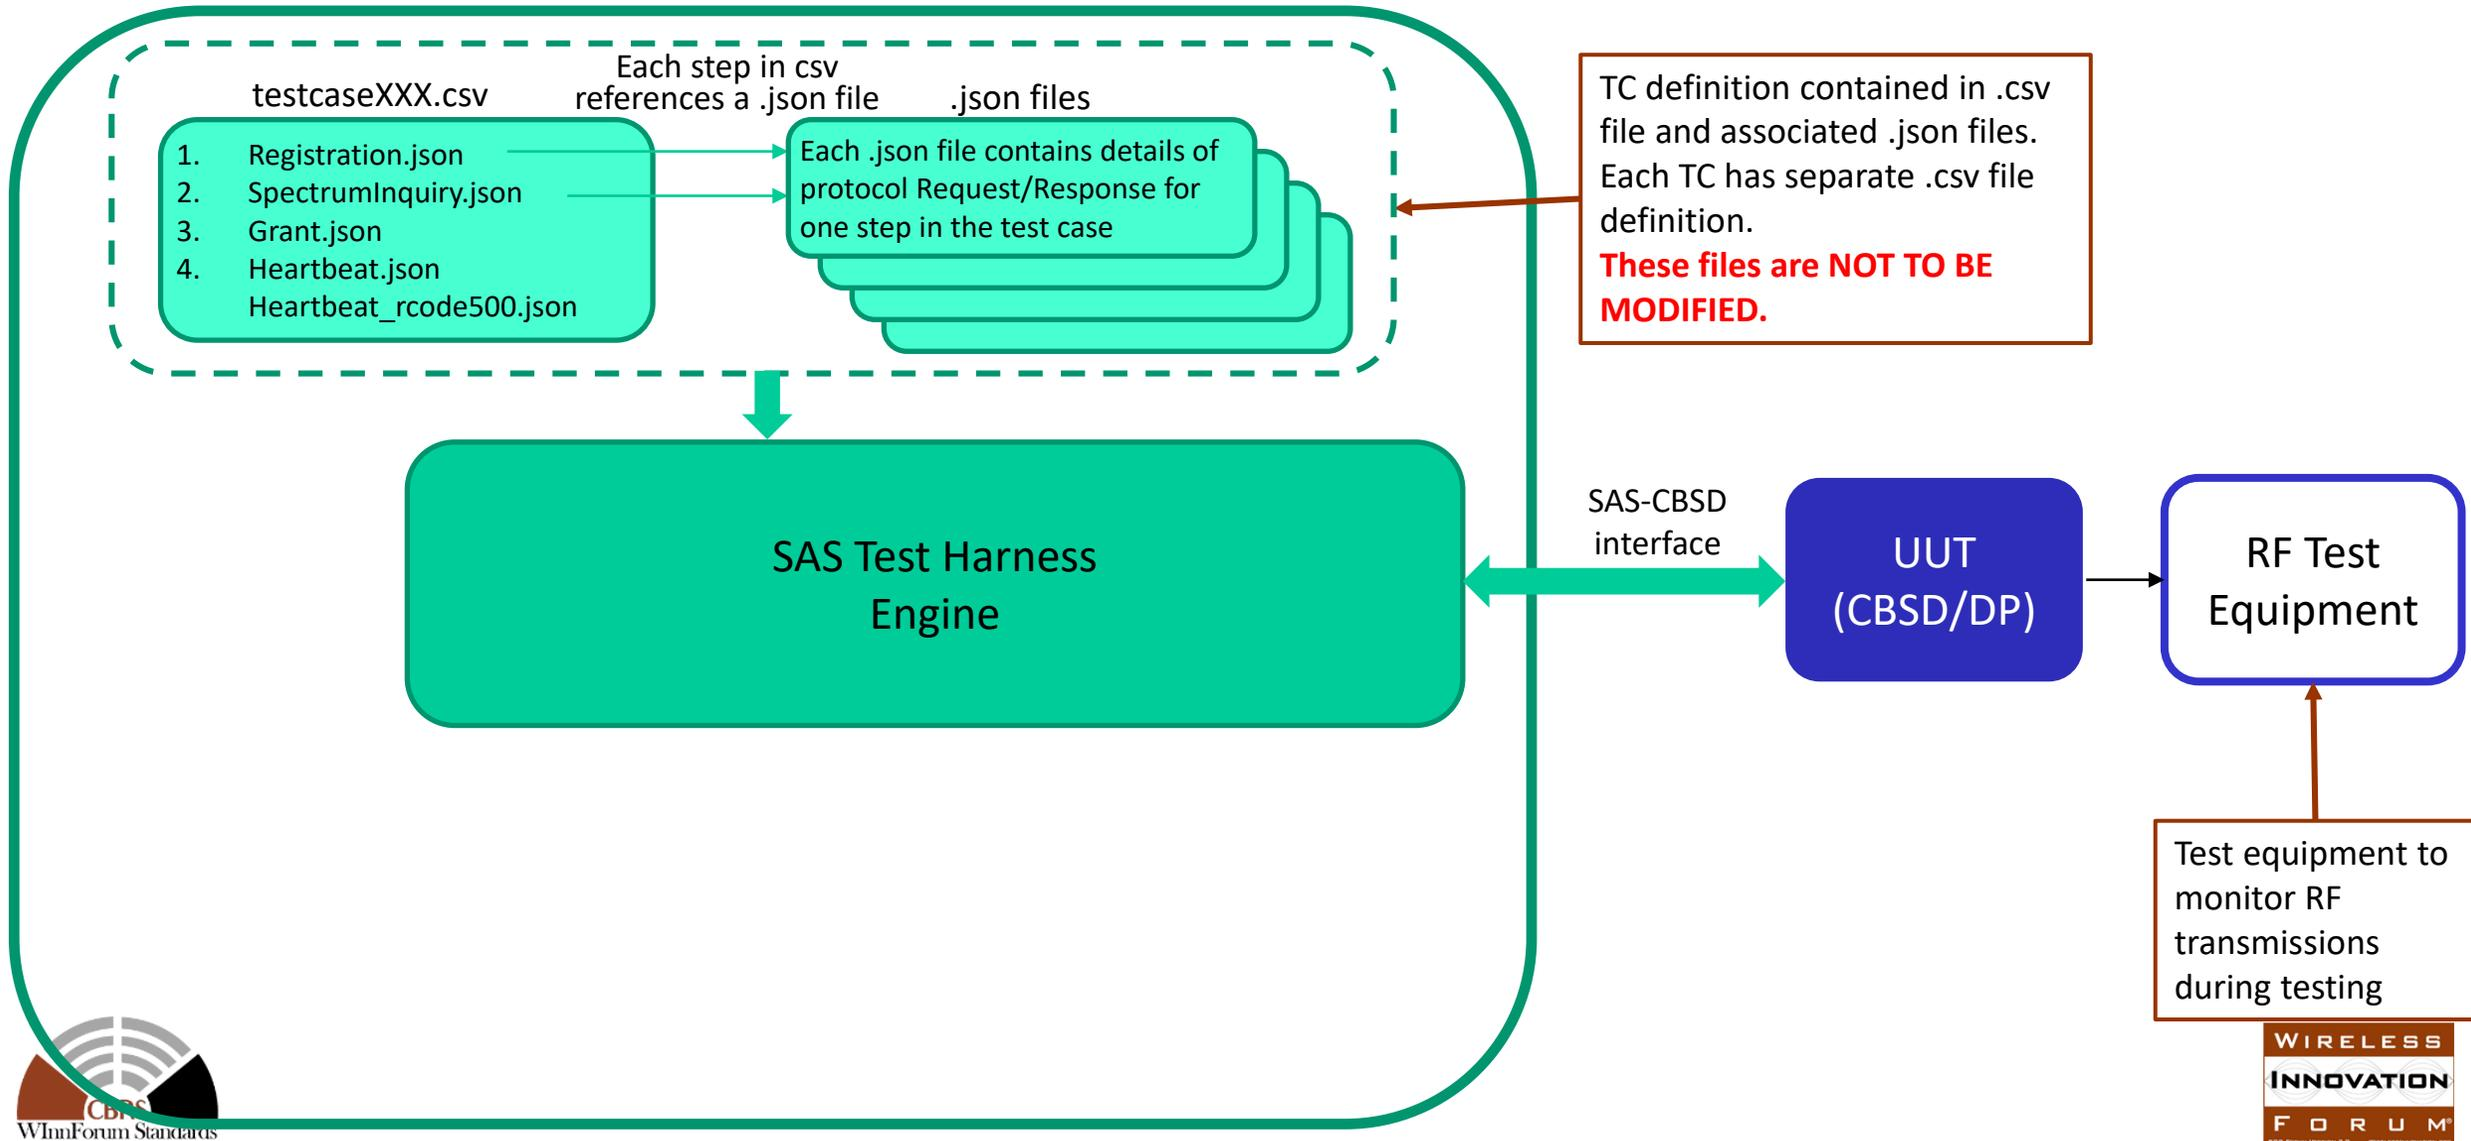 Each step in csv
references a .json file
testcaseXXX.csv
.json files
1. Registration.json
2. SpectrumInquiry.json
3. Grant.json
4. Heartbeat.json
Heartbeat_rcode500.json
Each .json file contains details of
protocol Request/Response for
one step in the test case
TC definition contained in .csv
file and associated .json files.
Each TC has separate .csv file
definition.
These files are NOT TO BE
MODIFIED.
SAS Test Harness
Engine
SAS-CBSD
interface
UUT
(CBSD/DP)
RF Test
Equipment
Test equipment to
monitor RF
transmissions
during testing
CBRS
WInnForum Standards
WIRELESS
INNOVATION
FORUM